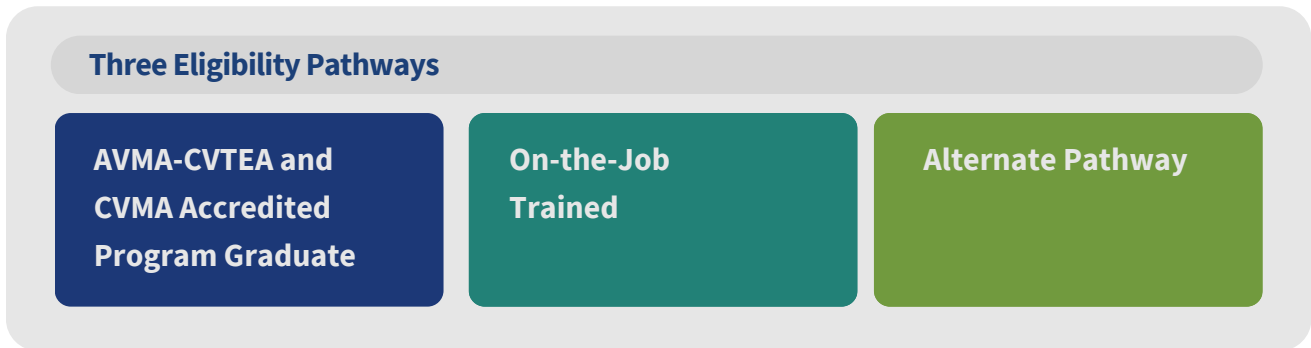 Three Eligibility Pathways
AVMA-CVTEA and
CVMA Accredited
Program Graduate
On-the-Job
Trained
Alternate Pathway